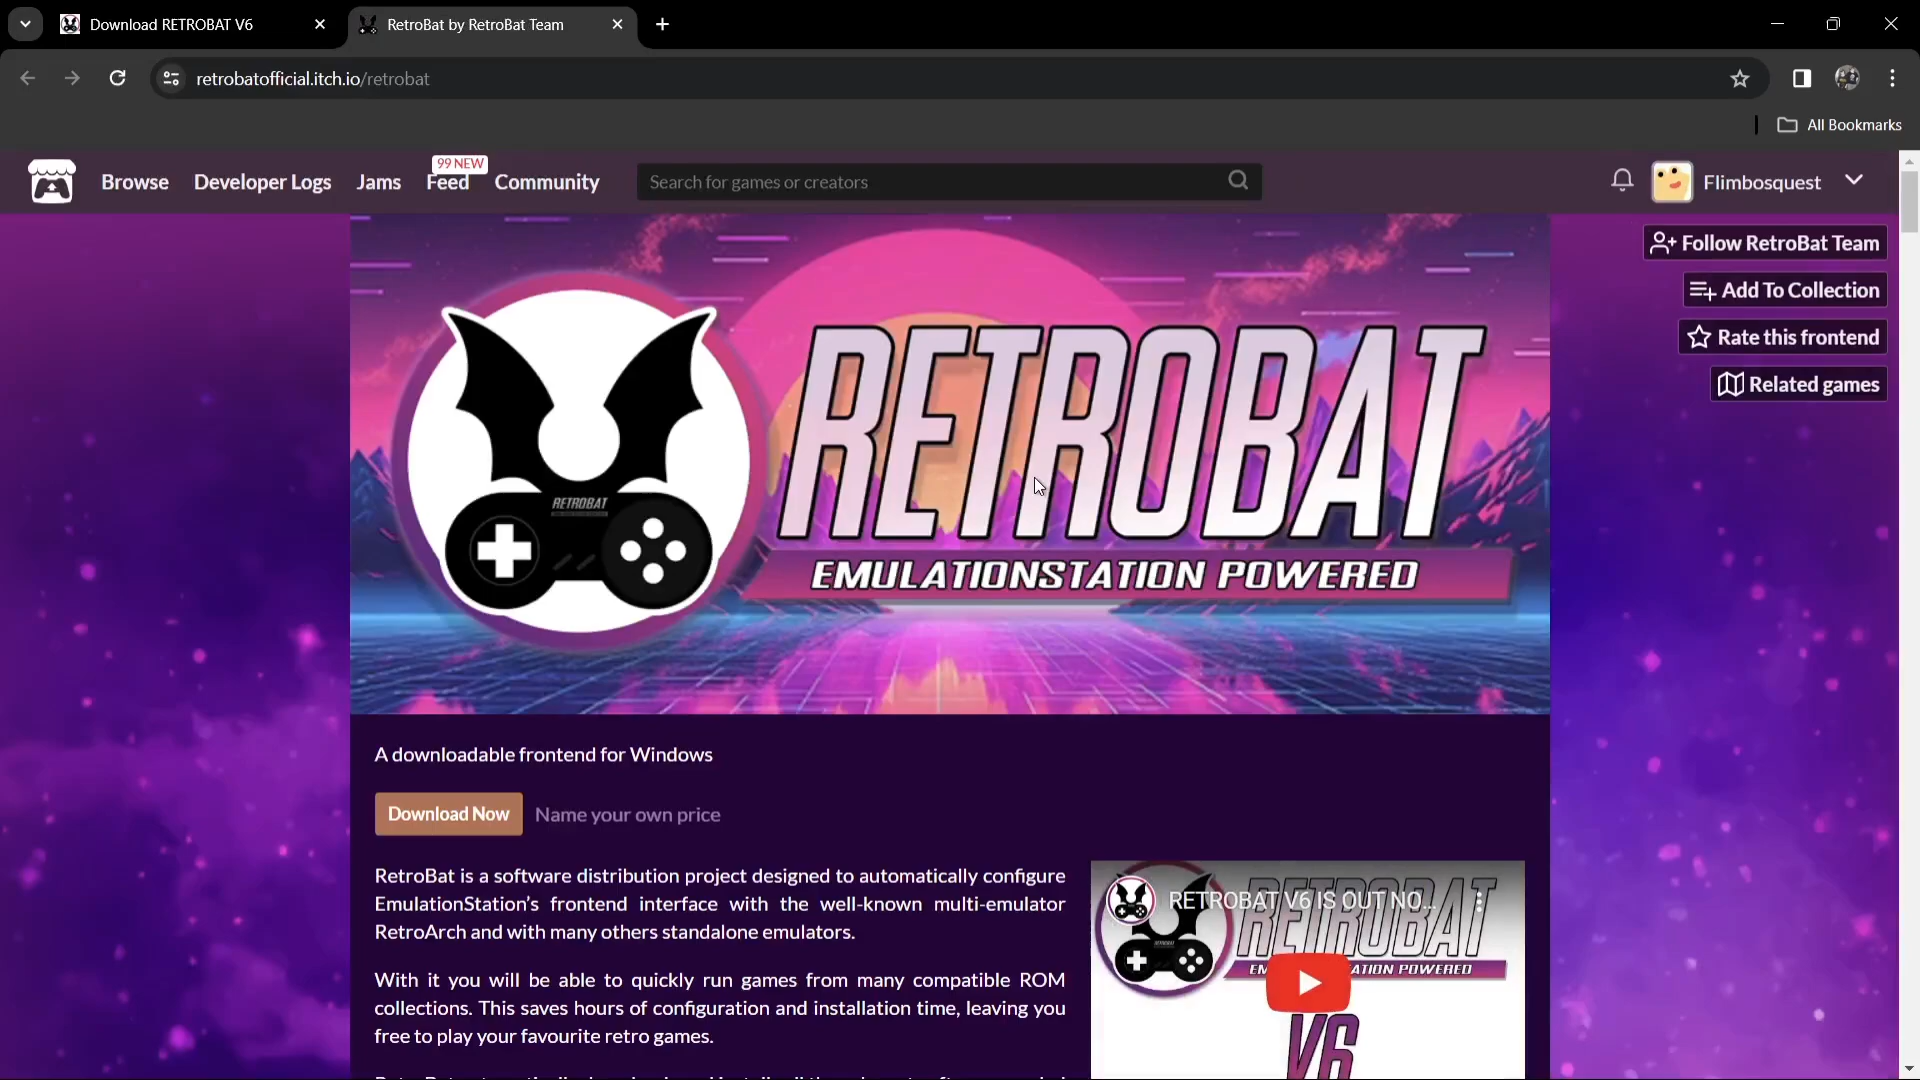 Download RETROBAT V6
RetroBat by RetroBat Team
retrobatofficial.itch.io/retrobat
All Bookmarks
Browse
Developer Logs
Jams
99 NEW
Feed
Community
Search for games or creators
Flimbosquest
Follow RetroBat Team
Add To Collection
Rate this frontend
Related games
RETROBAT
RETROBAT
EMULATIONSTATION POWERED
A downloadable frontend for Windows
Download Now
Name your own price
RetroBat is a software distribution project designed to automatically configure
EmulationStation's frontend interface with the well-known multi-emulator
RetroArch and with many others standalone emulators.
With it you will be able to quickly run games from many compatible ROM
collections. This saves hours of configuration and installation time, leaving you
free to play your favourite retro games.
RETROBAT V6 IS OUT NO...
RETROBAT
V6